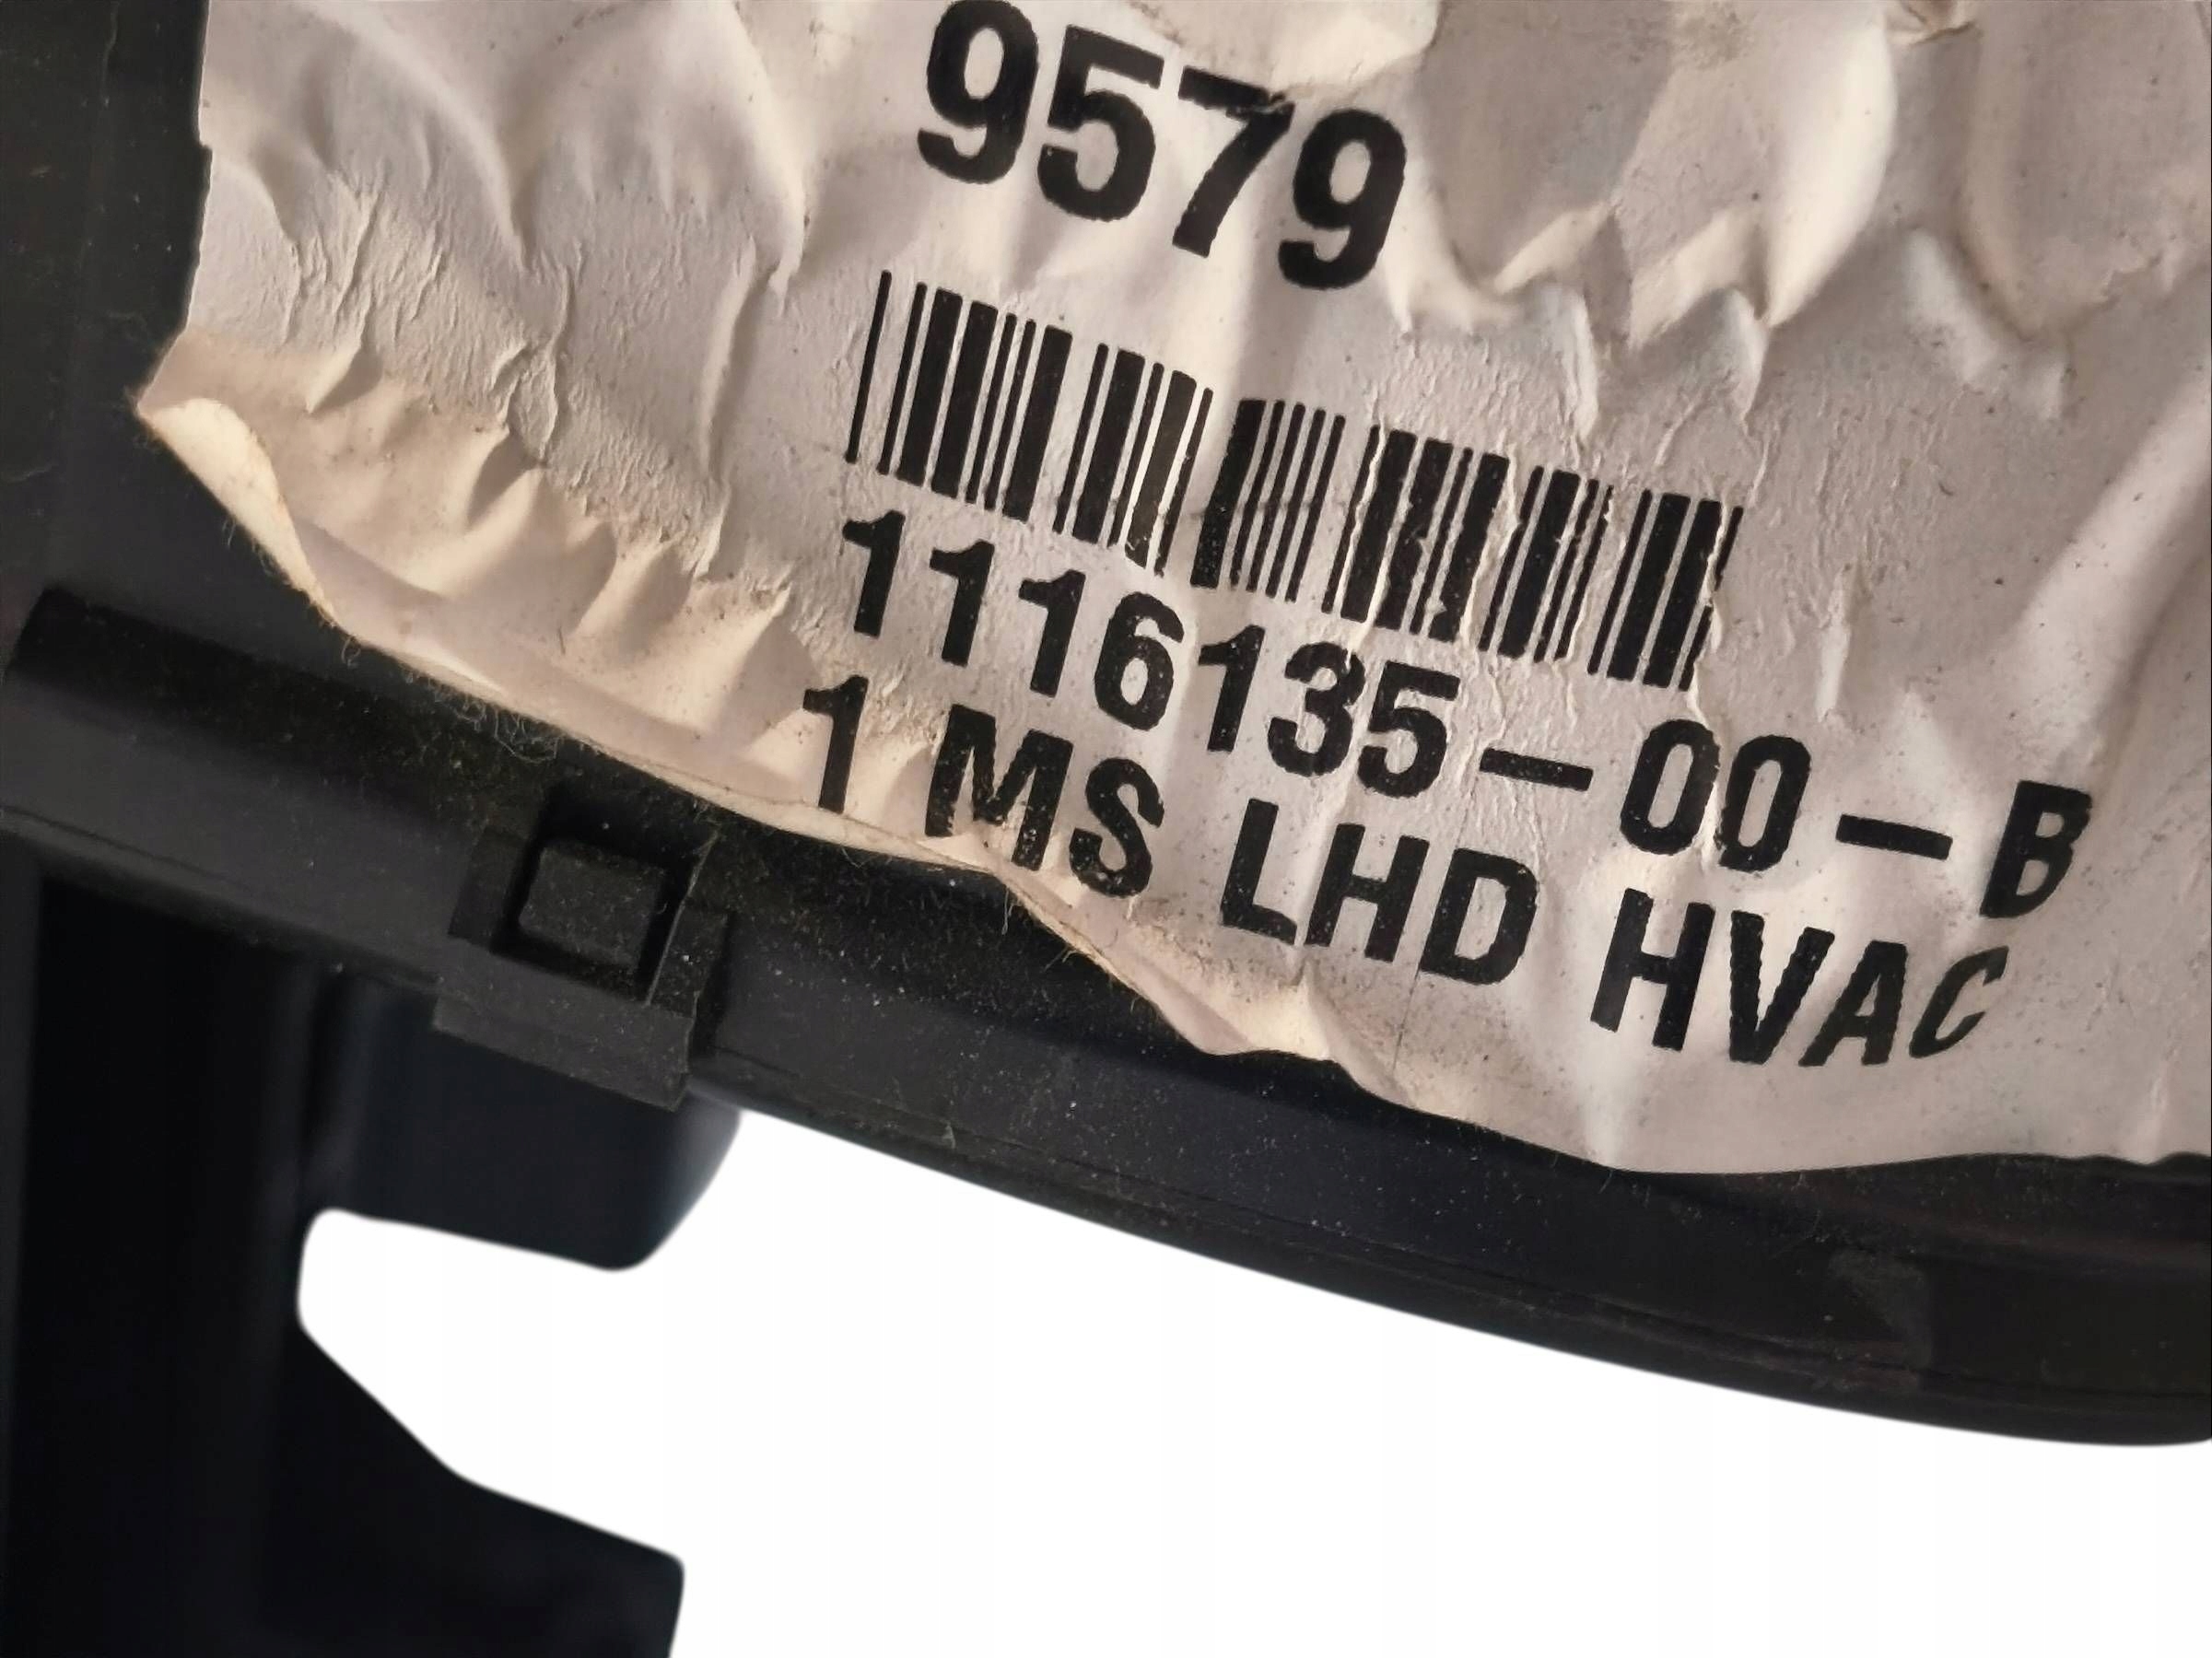 9579
1116135-00-B
1 MS LHD HVAC